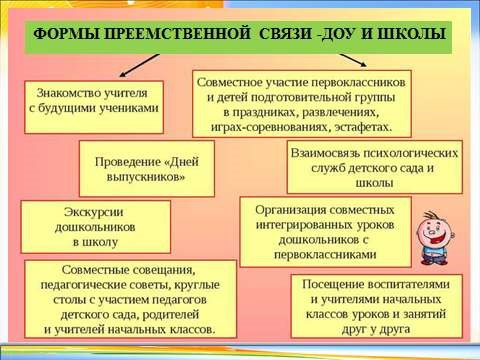 ФОРМЫ ПРЕЕМСТВЕННОЙ СВЯЗИ -ДОУ И ШКОЛЫ
Знакомство учителя
с будущими учениками
Совместное участие первоклассников
и детей подготовительной группы
в праздниках, развлечениях,
играх-соревнованиях, эстафетах.
Проведение «Дней
выпускников»
Взаимосвязь психологических
служб детского сада и
школы
Экскурсии
дошкольников
в школу
Организация совместных
интегрированных уроков
дошкольников с
первоклассниками
Совместные совещания,
педагогические советы, круглые
столы с участием педагогов
детского сада, родителей
и учителей начальных классов.
Посещение воспитателями
и учителями начальных
классов уроков и занятий
друг у друга